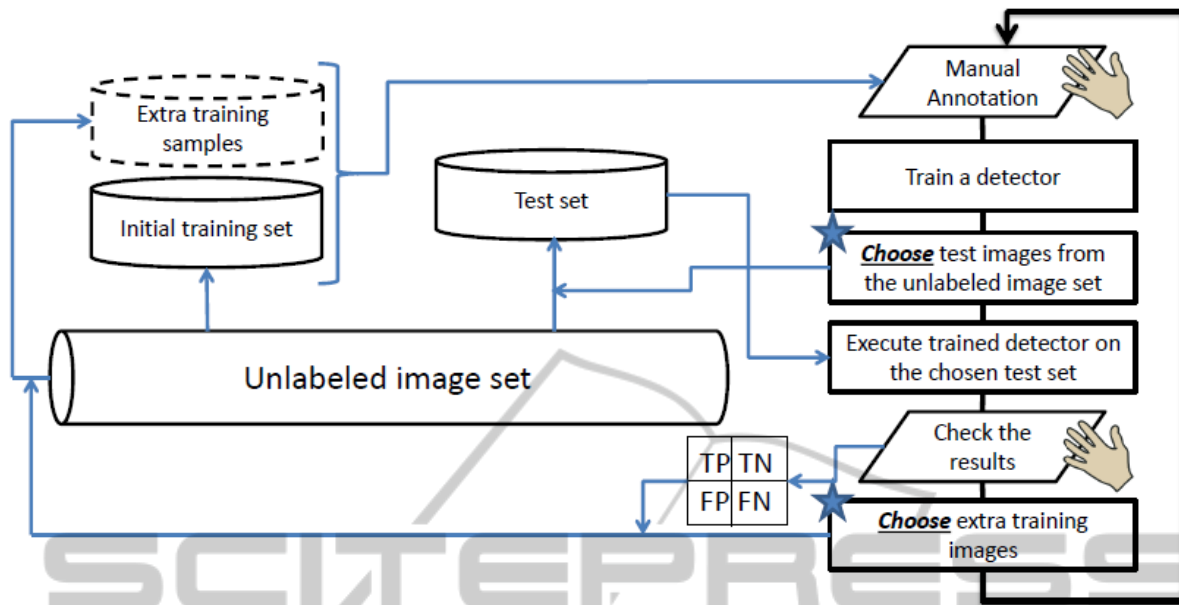 Extra training
samples
Initial training set
Test set
Unlabeled image set
Manual
Annotation
Train a detector
Choose test images from
the unlabeled image set
Execute trained detector on
the chosen test set
Check the
results
TP TN
FP FN
Choose extra training
images
SCITEPRESS